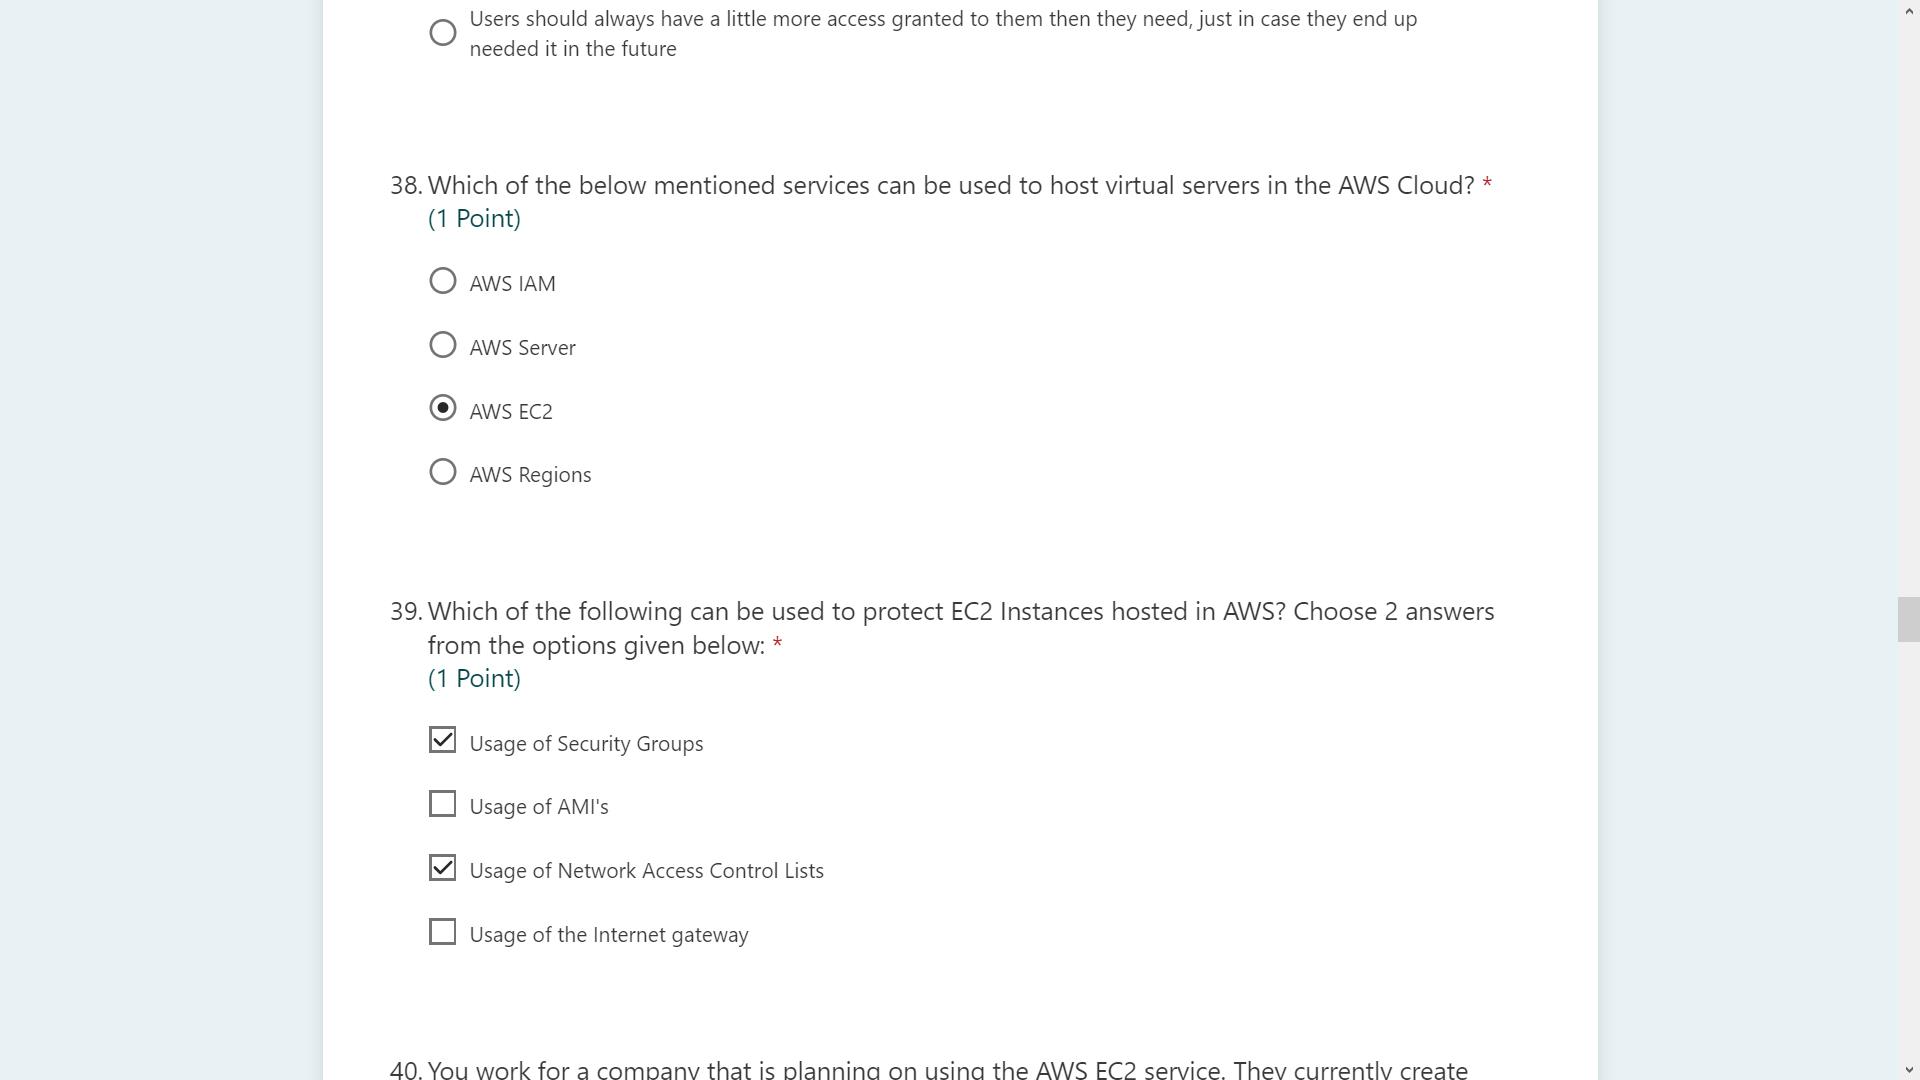 Users should always have a little more access granted to them then they need, just in case they end up
needed it in the future
38. Which of the below mentioned services can be used to host virtual servers in the AWS Cloud? *
(1 Point)
AWS IAM
AWS Server
AWS EC2
AWS Regions
39. Which of the following can be used to protect EC2 Instances hosted in AWS? Choose 2 answers
from the options given below: *
(1 Point)
Usage of Security Groups
Usage of AMI's
Usage of Network Access Control Lists
Usage of the Internet gateway
40. You work for a company that is planning on using the AWS EC2 service. They currently create